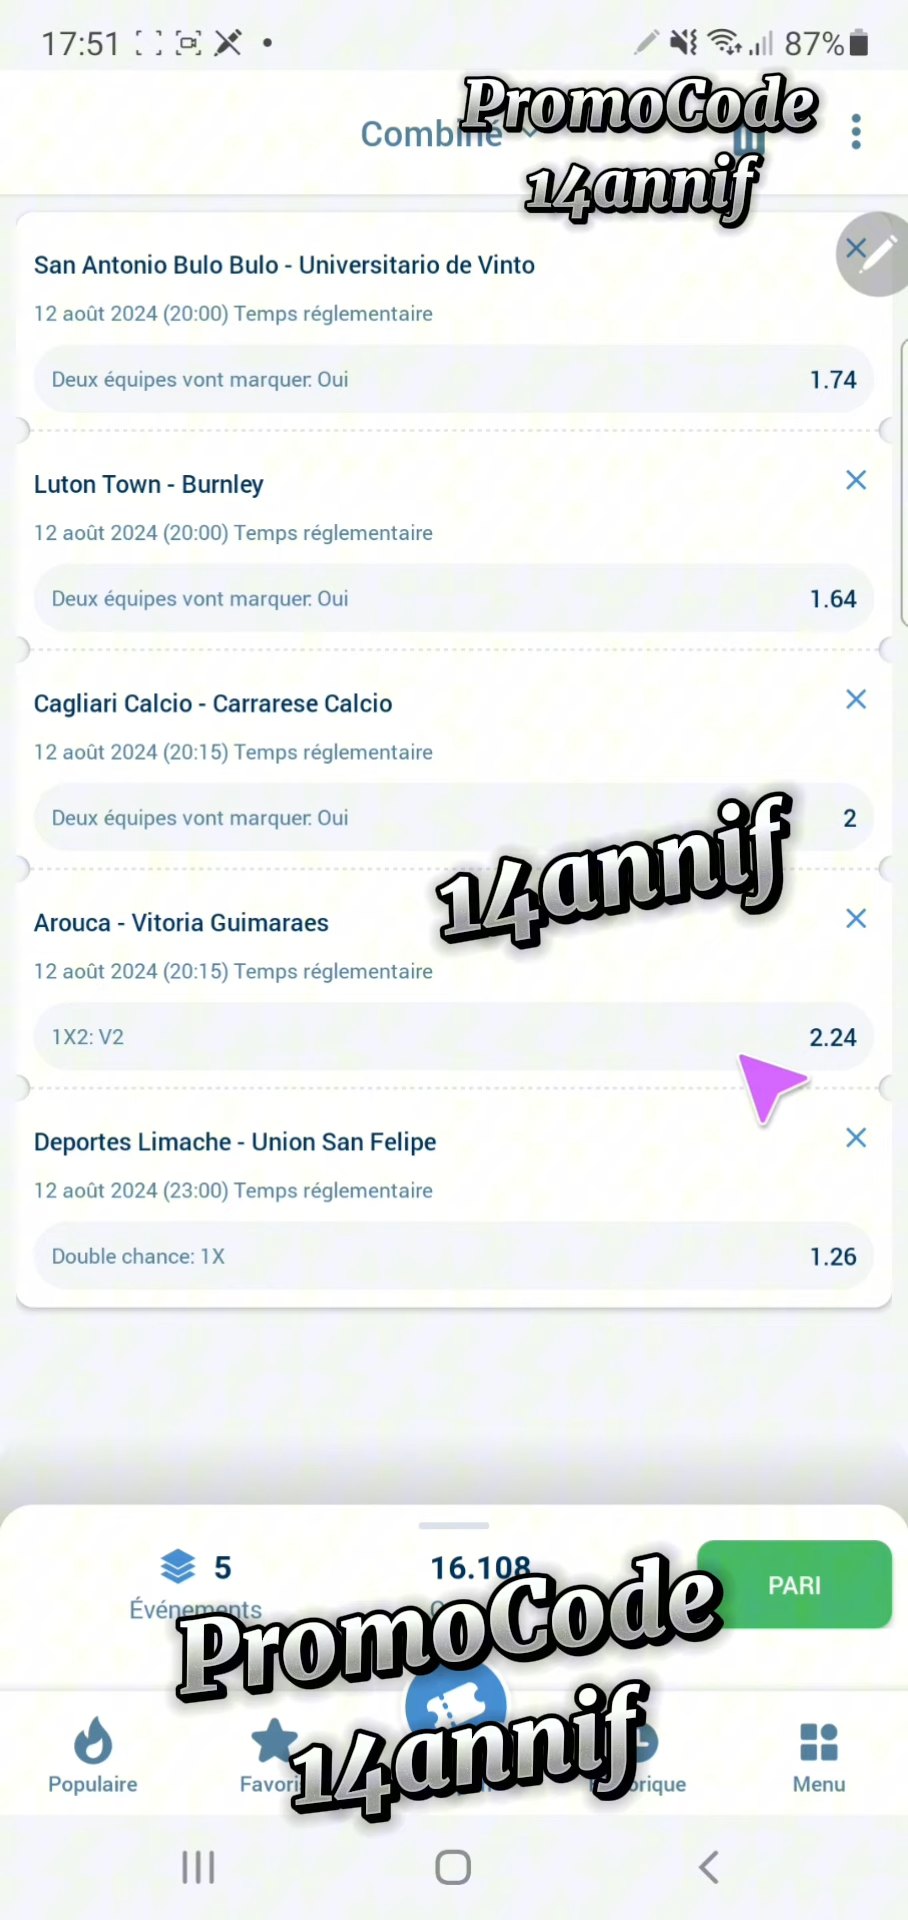 17:51
87%
PromoCode
Combiné
14annif
San Antonio Bulo Bulo - Universitario de Vinto
12 août 2024 (20:00) Temps réglementaire
Deux équipes vont marquer: Oui
1.74
Luton Town - Burnley
12 août 2024 (20:00) Temps réglementaire
Deux équipes vont marquer: Oui
1.64
Cagliari Calcio - Carrarese Calcio
12 août 2024 (20:15) Temps réglementaire
Deux équipes vont marquer: Oui
2
14annif
Arouca - Vitoria Guimaraes
12 août 2024 (20:15) Temps réglementaire
1X2: V2
2.24
Deportes Limache - Union San Felipe
12 août 2024 (23:00) Temps réglementaire
Double chance: 1X
1.26
5
16.108
PARI
Événements
PromoCode
14annif
Populaire
Favoris
Menu